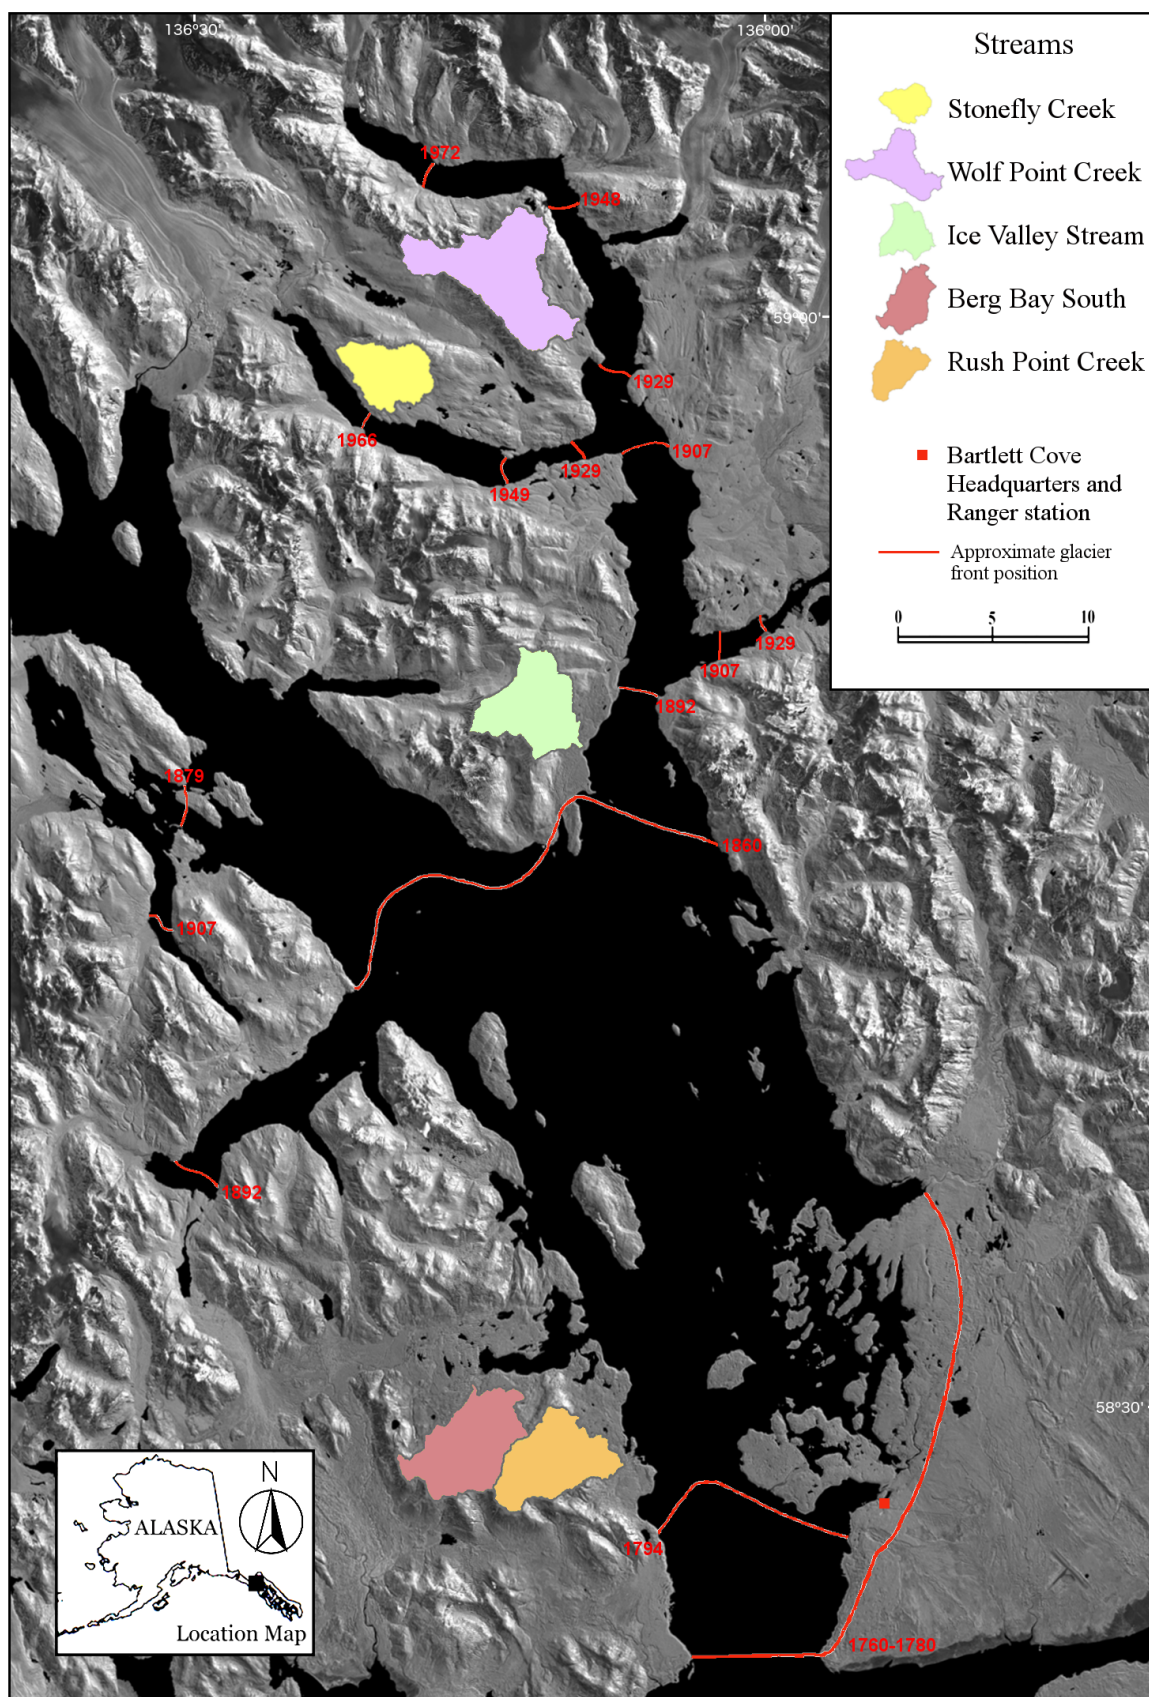 136°30'
136°00'
Streams
Stonefly Creek
Wolf Point Creek
Ice Valley Stream
Berg Bay South
Rush Point Creek
Bartlett Cove
Headquarters and
Ranger station
Approximate glacier
front position
0 5 10
1972
1948
59°00'
1929
1966
1907
1929
1949
1929
1907
1892
1879
1860
1907
1892
58°30'
1794
1760-1780
N
ALASKA
Location Map